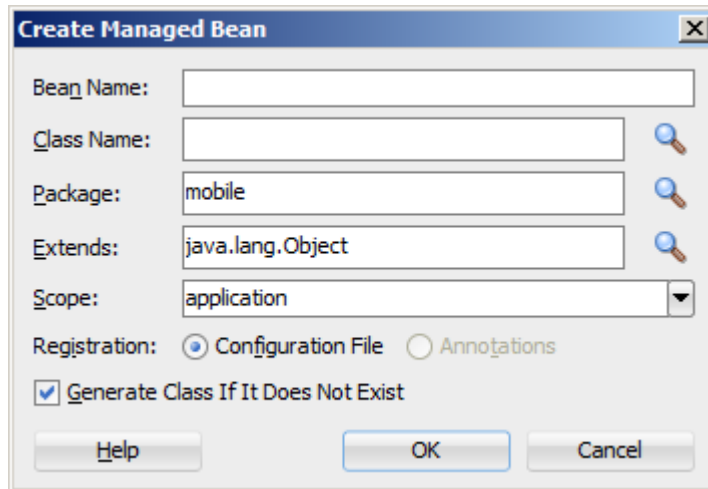 Create Managed Bean
Bean Name:
Class Name:
Package: mobile
Extends: java.lang.Object
Scope: application
Registration: Configuration File Annotations
Generate Class If It Does Not Exist
Help OK Cancel